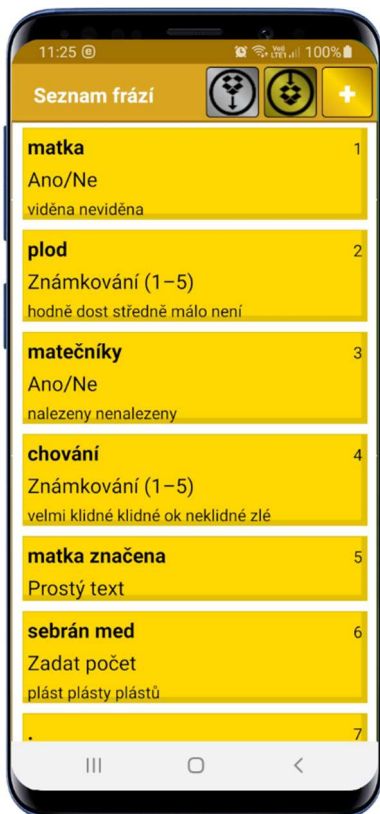 11:25 100%
Seznam frází
matka 1
Ano/Ne
viděna neviděna
plod 2
Známkování (1–5)
hodně dost středně málo není
matečníky 3
Ano/Ne
nalezeny nenalezeny
chování 4
Známkování (1–5)
velmi klidné klidné ok neklidné zlé
matka značena 5
Prostý text
sebrán med 6
Zadat počet
plást plásty plástů
. 7